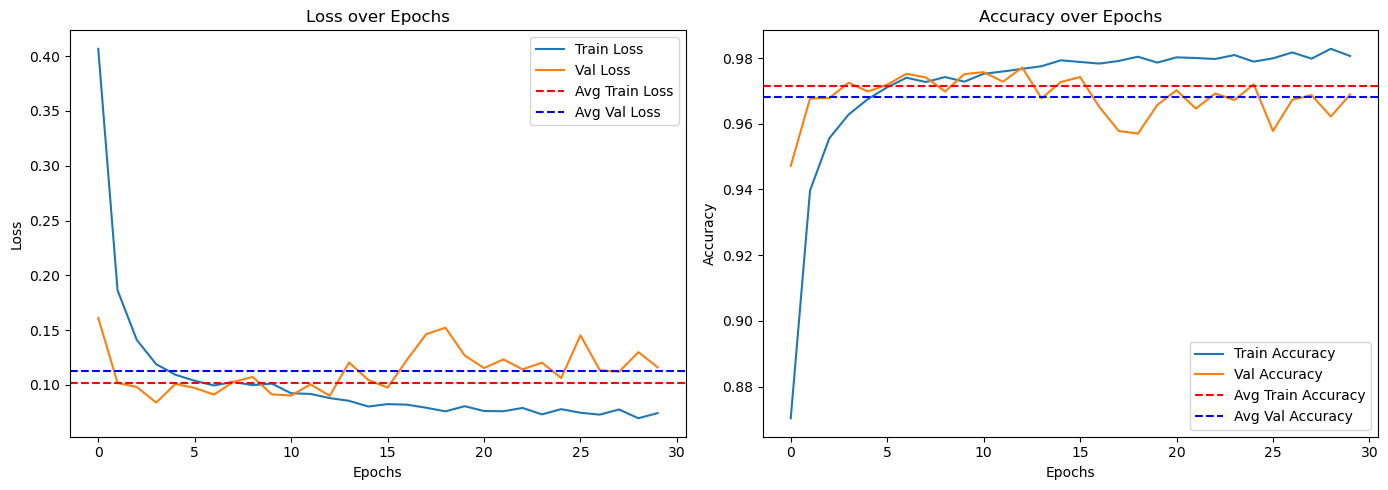 Loss over Epochs
0.40
0.35
0.30
0.25
0.20
0.15
0.10
Loss
0 5 10 15 20 25 30
Epochs
Train Loss
Val Loss
Avg Train Loss
Avg Val Loss
Accuracy over Epochs
0.98
0.96
0.94
0.92
0.90
0.88
Accuracy
0 5 10 15 20 25 30
Epochs
Train Accuracy
Val Accuracy
Avg Train Accuracy
Avg Val Accuracy